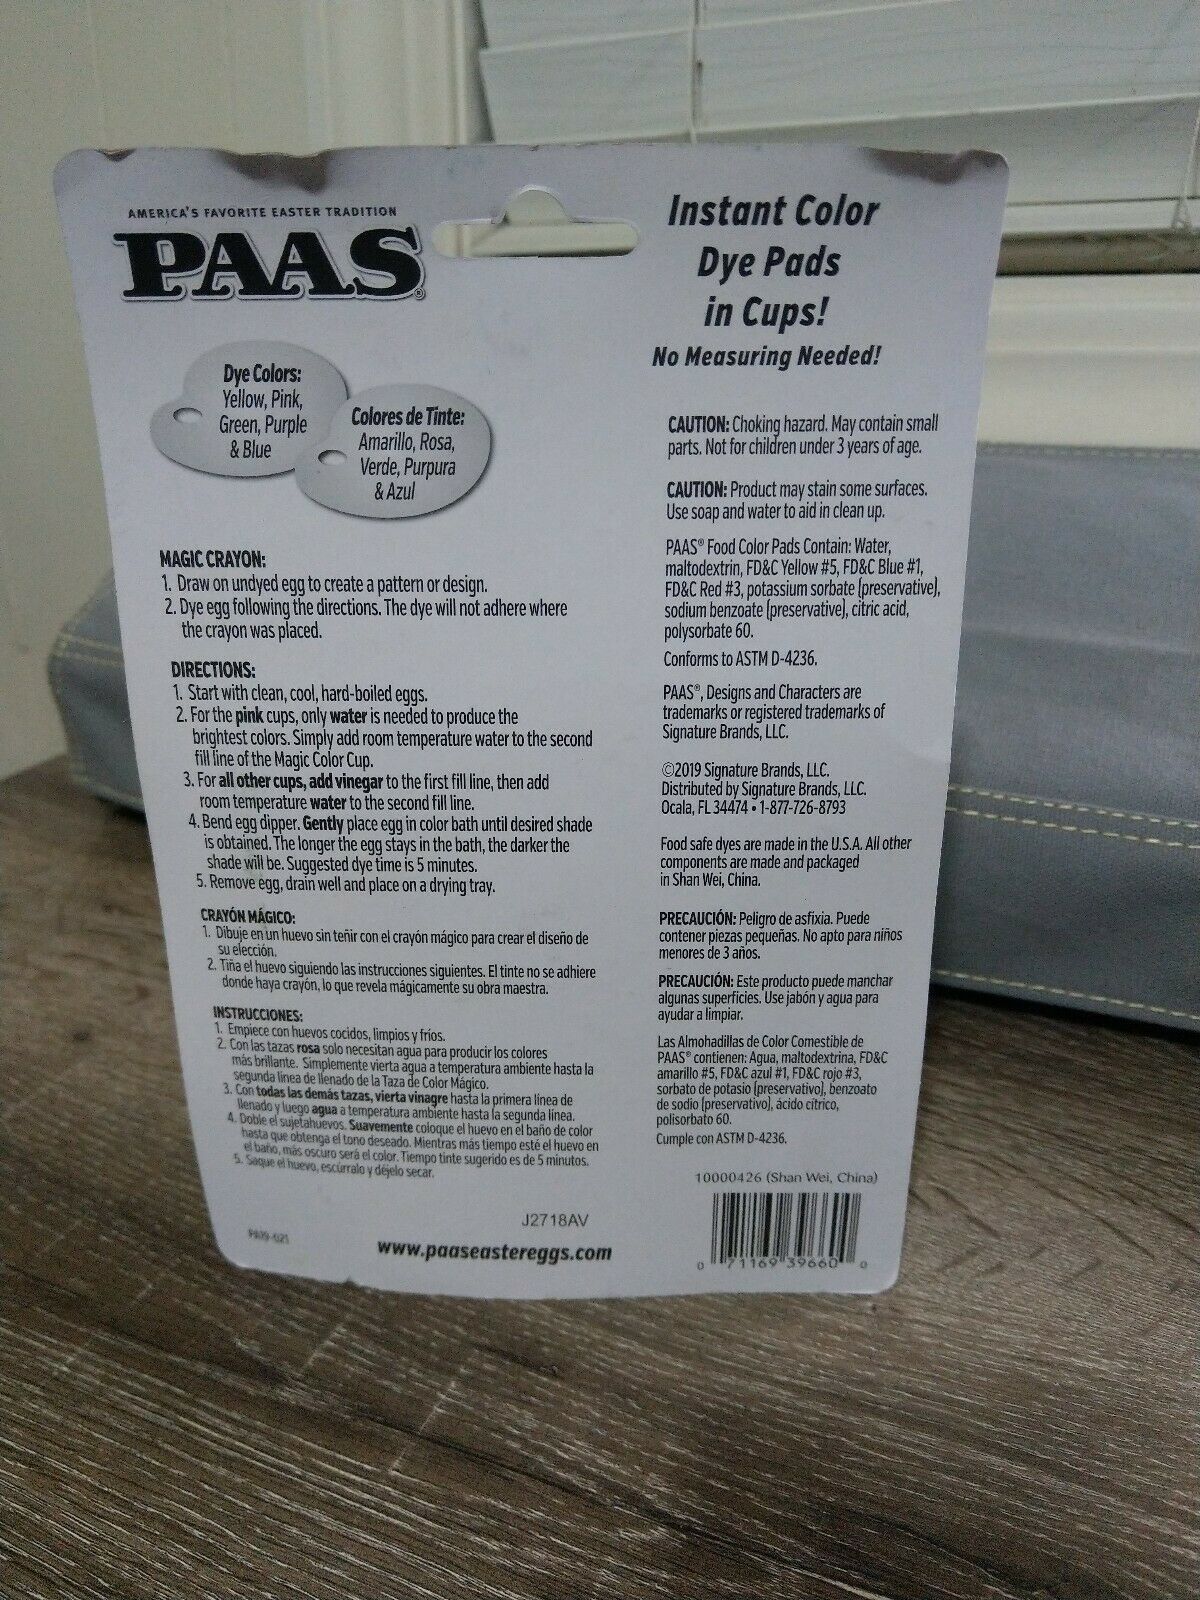 AMERICA'S FAVORITE EASTER TRADITION
PAAS®
Dye Colors:
Yellow, Pink,
Green, Purple
& Blue
Colores de Tinte:
Amarillo, Rosa,
Verde, Purpura
& Azul
MAGIC CRAYON:
1. Draw on undyed egg to create a pattern or design.
2. Dye egg following the directions. The dye will not adhere where
the crayon was placed.
DIRECTIONS:
1. Start with clean, cool, hard-boiled eggs.
2. For the pink cups, only water is needed to produce the
brightest colors. Simply add room temperature water to the second
fill line of the Magic Color Cup.
3. For all other cups, add vinegar to the first fill line, then add
room temperature water to the second fill line.
4. Bend egg dipper. Gently place egg in color bath until desired shade
is obtained. The longer the egg stays in the bath, the darker the
shade will be. Suggested dye time is 5 minutes.
5. Remove egg, drain well and place on a drying tray.
CRAYÓN MÁGICO:
1. Dibuje en un huevo sin teñir con el crayón mágico para crear el diseño de
su elección.
2. Tiña el huevo siguiendo las instrucciones siguientes. El tinte no se adhiere
donde haya crayón, lo que revela mágicamente su obra maestra.
INSTRUCCIONES:
1. Empiece con huevos cocidos, limpios y fríos.
2. Con las tazas rosa solo necesitan agua para producir los colores
más brillante. Simplemente vierta agua a temperatura ambiente hasta la
segunda línea de llenado de la Taza de Color Mágico.
3. Con todas las demás tazas, vierta vinagre hasta la primera línea de
llenado y luego agua a temperatura ambiente hasta la segunda línea.
4. Doble el sujetahuevos. Suavemente coloque el huevo en el baño de color
hasta que obtenga el tono deseado. Mientras más tiempo esté el huevo en
el baño, más oscuro será el color. Tiempo tinte sugerido es de 5 minutos.
5. Saque el huevo, escúrralo y déjelo secar.
J2718AV
PA19-021
www.paaseastereggs.com
Instant Color
Dye Pads
in Cups!
No Measuring Needed!
CAUTION: Choking hazard. May contain small
parts. Not for children under 3 years of age.
CAUTION: Product may stain some surfaces.
Use soap and water to aid in clean up.
PAAS® Food Color Pads Contain: Water,
maltodextrin, FD&C Yellow #5, FD&C Blue #1,
FD&C Red #3, potassium sorbate (preservative),
sodium benzoate (preservative), citric acid,
polysorbate 60.
Conforms to ASTM D-4236.
PAAS®, Designs and Characters are
trademarks or registered trademarks of
Signature Brands, LLC.
©2019 Signature Brands, LLC.
Distributed by Signature Brands, LLC.
Ocala, FL 34474 • 1-877-726-8793
Food safe dyes are made in the U.S.A. All other
components are made and packaged
in Shan Wei, China.
PRECAUCIÓN: Peligro de asfixia. Puede
contener piezas pequeñas. No apto para niños
menores de 3 años.
PRECAUCIÓN: Este producto puede manchar
algunas superficies. Use jabón y agua para
ayudar a limpiar.
Las Almohadillas de Color Comestible de
PAAS® contienen: Agua, maltodextrina, FD&C
amarillo #5, FD&C azul #1, FD&C rojo #3,
sorbato de potasio (preservativo), benzoato
de sodio (preservativo), ácido cítrico,
polisorbato 60.
Cumple con ASTM D-4236.
10000426 (Shan Wei, China)
0 71169 39660 0